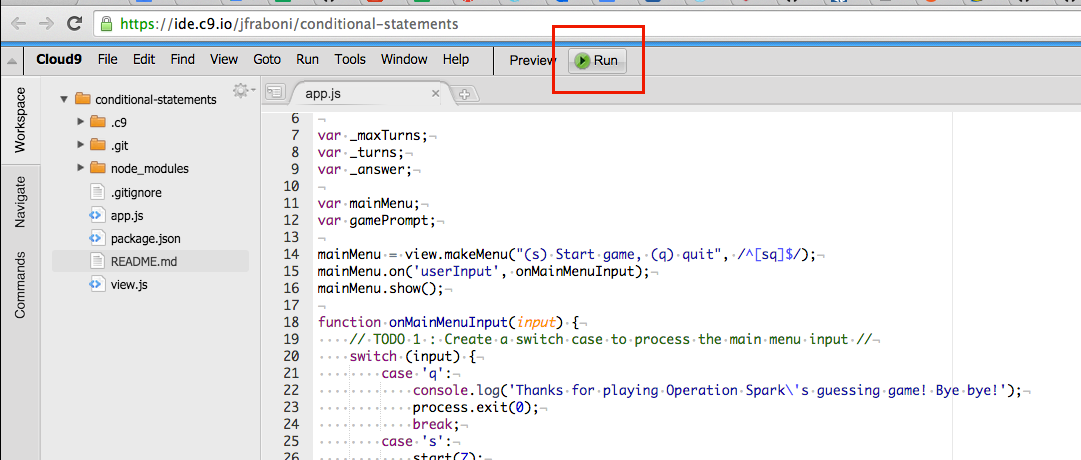 https://ide.c9.io/jfraboni/conditional-statements
Cloud9 File Edit Find View Goto Run Tools Window Help Preview Run
Workspace
Navigate
Commands
conditional-statements
.c9
.git
node_modules
.gitignore
app.js
package.json
README.md
view.js
app.js
6
7 var _maxTurns;
8 var _turns;
9 var _answer;
10
11 var mainMenu;
12 var gamePrompt;
13
14 mainMenu = view.makeMenu("(s) Start game, (q) quit", /^[sq]$/);
15 mainMenu.on('userInput', onMainMenuInput);
16 mainMenu.show();
17
18 function onMainMenuInput(input) {
19 // TODO 1 : Create a switch case to process the main menu input //
20 switch (input) {
21 case 'q':
22 console.log('Thanks for playing Operation Spark\'s guessing game! Bye bye!');
23 process.exit(0);
24 break;
25 case 's':
26 start(7);